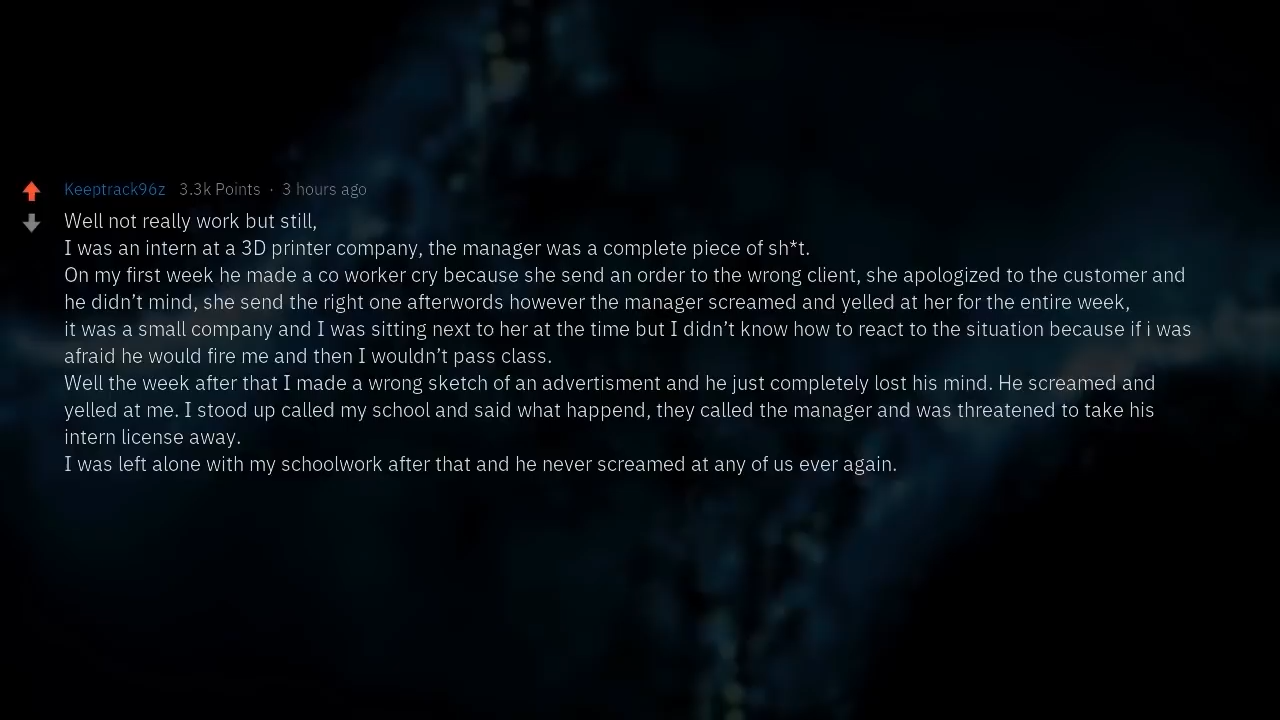 Keeptrack96z 3.3k Points · 3 hours ago
Well not really work but still,
I was an intern at a 3D printer company, the manager was a complete piece of sh*t.
On my first week he made a co worker cry because she send an order to the wrong client, she apologized to the customer and
he didn’t mind, she send the right one afterwords however the manager screamed and yelled at her for the entire week,
it was a small company and I was sitting next to her at the time but I didn’t know how to react to the situation because if i was
afraid he would fire me and then I wouldn’t pass class.
Well the week after that I made a wrong sketch of an advertisment and he just completely lost his mind. He screamed and
yelled at me. I stood up called my school and said what happend, they called the manager and was threatened to take his
intern license away.
I was left alone with my schoolwork after that and he never screamed at any of us ever again.